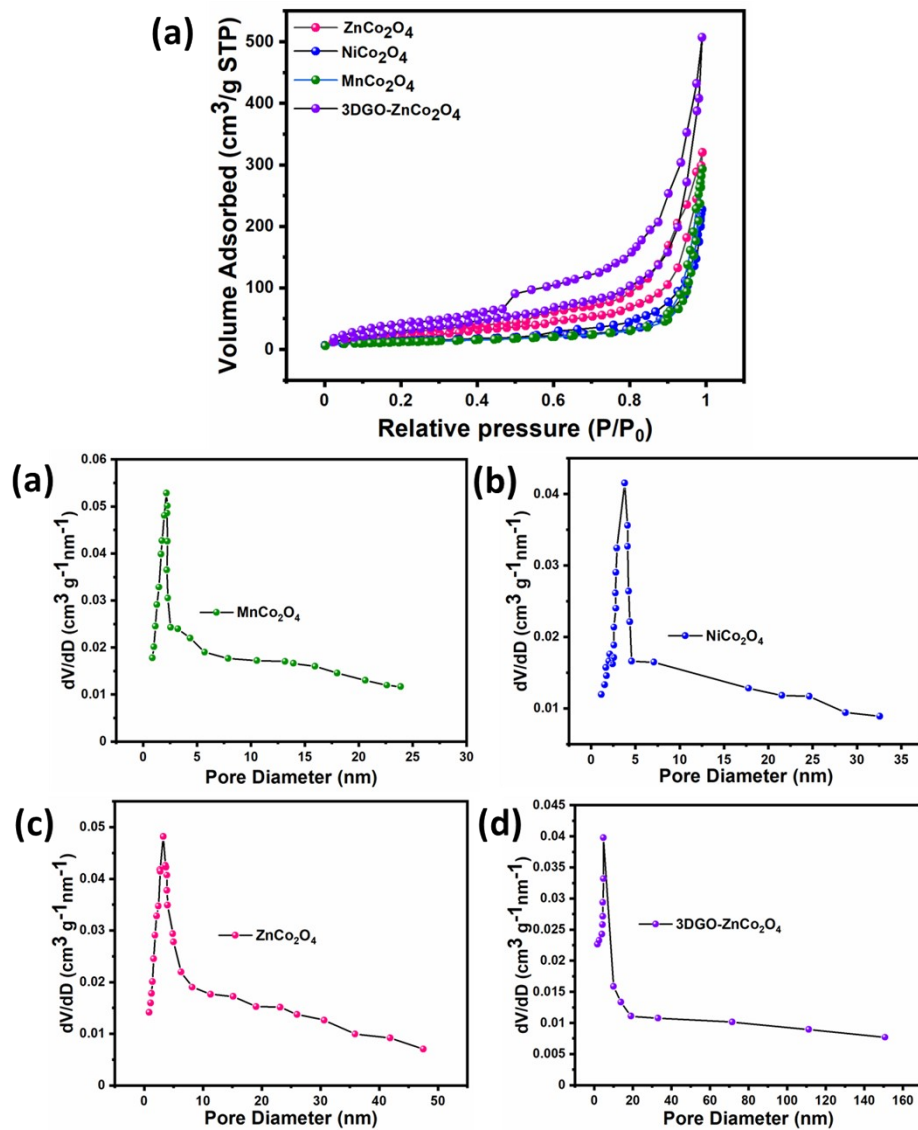 (a)
ZnCo₂O₄
NiCo₂O₄
MnCo₂O₄
3DGO-ZnCo₂O₄
Volume Adsorbed (cm³/g STP)
500
400
300
200
100
0
0 0.2 0.4 0.6 0.8 1
Relative pressure (P/P₀)
(a)
dV/dD (cm³ g⁻¹nm⁻¹)
0.06
0.05
0.04
0.03
0.02
0.01
0
MnCo₂O₄
0 5 10 15 20 25 30
Pore Diameter (nm)
(b)
dV/dD (cm³ g⁻¹nm⁻¹)
0.04
0.03
0.02
0.01
NiCo₂O₄
0 5 10 15 20 25 30 35
Pore Diameter (nm)
(c)
dV/dD (cm³ g⁻¹nm⁻¹)
0.05
0.04
0.03
0.02
0.01
0
ZnCo₂O₄
0 10 20 30 40 50
Pore Diameter (nm)
(d)
dV/dD (cm³ g⁻¹nm⁻¹)
0.045
0.04
0.035
0.03
0.025
0.02
0.015
0.01
0.005
0
3DGO-ZnCo₂O₄
0 20 40 60 80 100 120 140 160
Pore Diameter (nm)